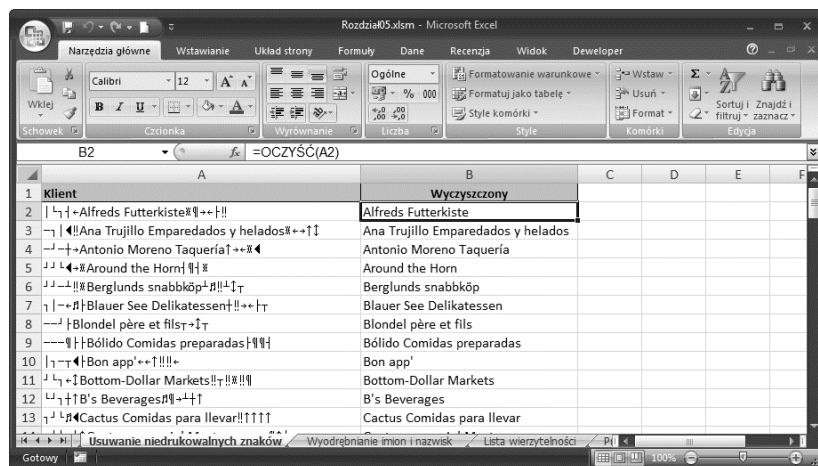 Rozdział05.xlsm - Microsoft Excel
Narzędzia główne Wstawianie Układ strony Formuły Dane Recenzja Widok Deweloper
Wklej
Calibri 12
B I U
Ogólne
% 000
Formatowanie warunkowe
Formatuj jako tabelę
Style komórki
Wstaw
Usuń
Format
Σ
Sortuj i filtruj
Znajdź i zaznacz
Schowek Czcionka Wyrównanie Liczba Style Komórki Edycja
B2 fx =OCZYŚĆ(A2)
A B C D E F
1 Klient Wyczyszczony
2 Alfreds Futterkiste Alfreds Futterkiste
3 Ana Trujillo Emparedados y helados Ana Trujillo Emparedados y helados
4 Antonio Moreno Taquería Antonio Moreno Taquería
5 Around the Horn Around the Horn
6 Berglunds snabbköp Berglunds snabbköp
7 Blauer See Delikatessen Blauer See Delikatessen
8 Blondel père et fils Blondel père et fils
9 Bólido Comidas preparadas Bólido Comidas preparadas
10 Bon app' Bon app'
11 Bottom-Dollar Markets Bottom-Dollar Markets
12 B's Beverages B's Beverages
13 Cactus Comidas para llevar Cactus Comidas para llevar
Usuwanie niedrukowalnych znaków Wyodrębnianie imion i nazwisk Lista wierzytelności
Gotowy 100%